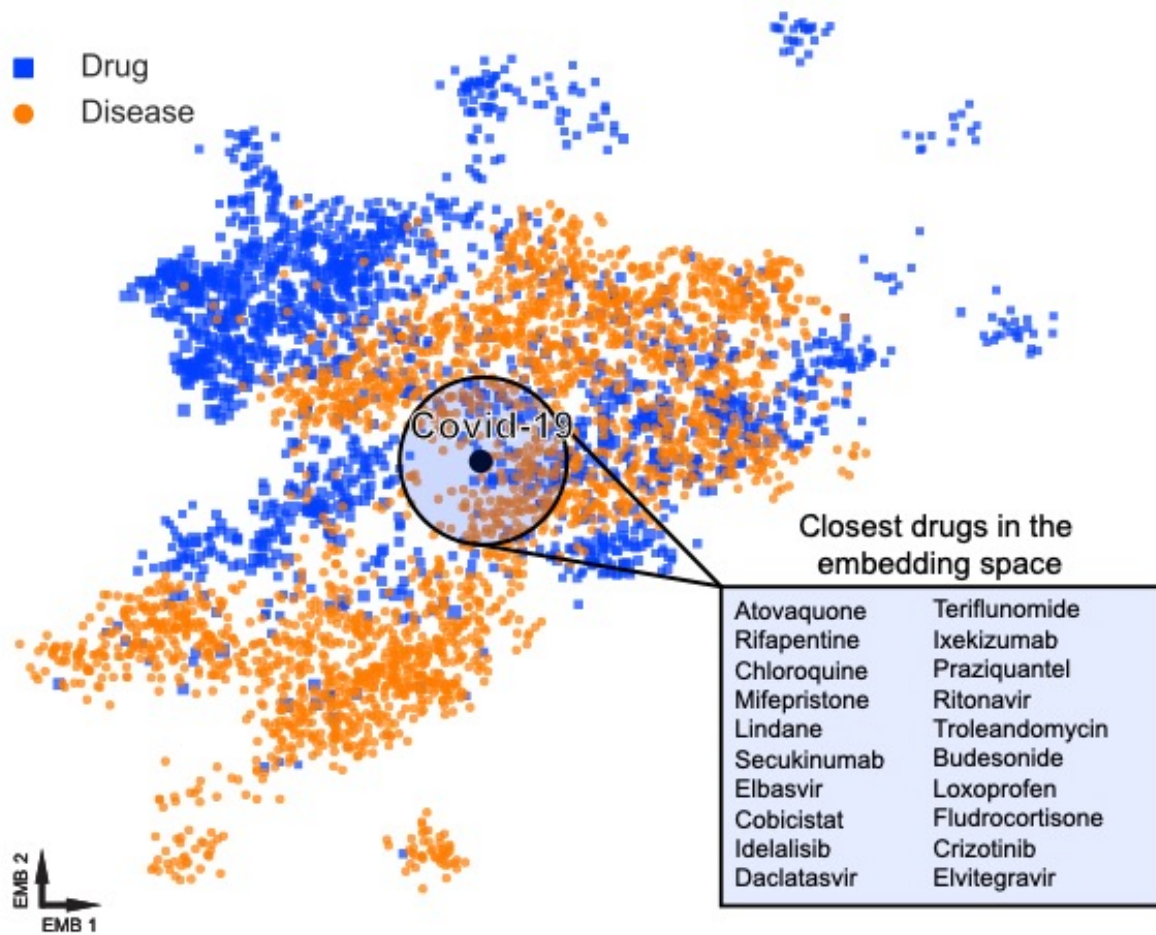 Drug
Disease
Covid-19
Closest drugs in the
embedding space
Atovaquone
Rifapentine
Chloroquine
Mifepristone
Lindane
Secukinumab
Elbasvir
Cobicistat
Idelalisib
Daclatasvir
Teriflunomide
Ixekizumab
Praziquantel
Ritonavir
Troleandomycin
Budesonide
Loxoprofen
Fludrocortisone
Crizotinib
Elvitegravir
EMB 2
EMB 1